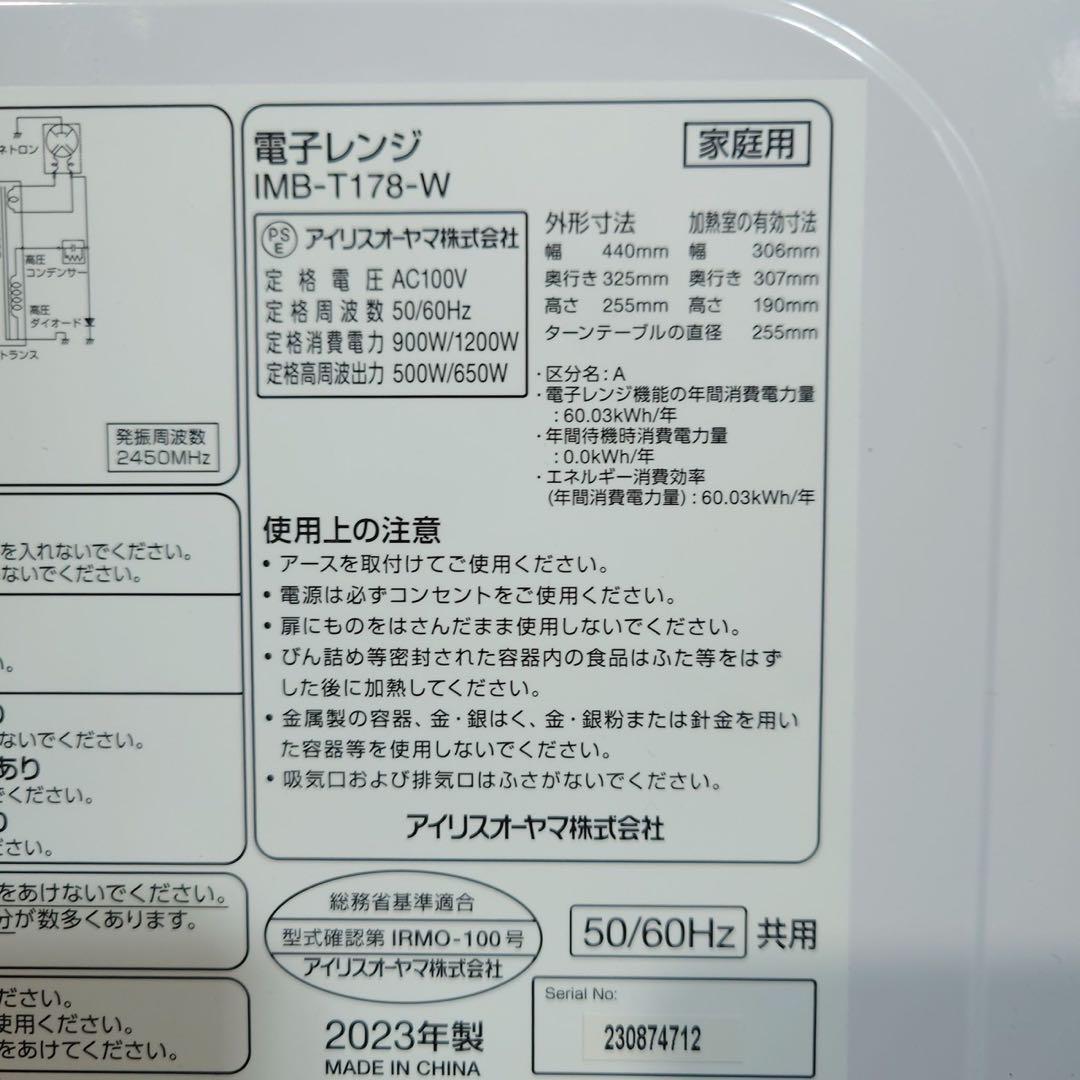 ネトロン
高圧
コンデンサー
高圧
ダイオード
トランス
発振周波数
2450MHz
を入れないでください。
ないでください。
い。
ないでください。
あり
でください。
ださい。
をあけないでください。
分が数多くあります。
ださい。
使用ください。
をあけてください。
電子レンジ
IMB-T178-W
家庭用
PS
E
アイリスオーヤマ株式会社
定格電圧 AC100V
定格周波数 50/60Hz
定格消費電力 900W/1200W
定格高周波出力 500W/650W
外形寸法 加熱室の有効寸法
幅 440mm 幅 306mm
奥行き 325mm 奥行き 307mm
高さ 255mm 高さ 190mm
ターンテーブルの直径 255mm
・区分名：A
・電子レンジ機能の年間消費電力量
：60.03kWh/年
・年間待機時消費電力量
：0.0kWh/年
・エネルギー消費効率
(年間消費電力量)：60.03kWh/年
使用上の注意
• アースを取付けてご使用ください。
• 電源は必ずコンセントをご使用ください。
• 扉にものをはさんだまま使用しないでください。
• びん詰め等密封された容器内の食品はふた等をはず
した後に加熱してください。
• 金属製の容器、金・銀はく、金・銀粉または針金を用い
た容器等を使用しないでください。
• 吸気口および排気口はふさがないでください。
アイリスオーヤマ株式会社
総務省基準適合
型式確認第 IRMO-100 号
アイリスオーヤマ株式会社
50/60Hz 共用
2023年製
MADE IN CHINA
Serial No:
230874712